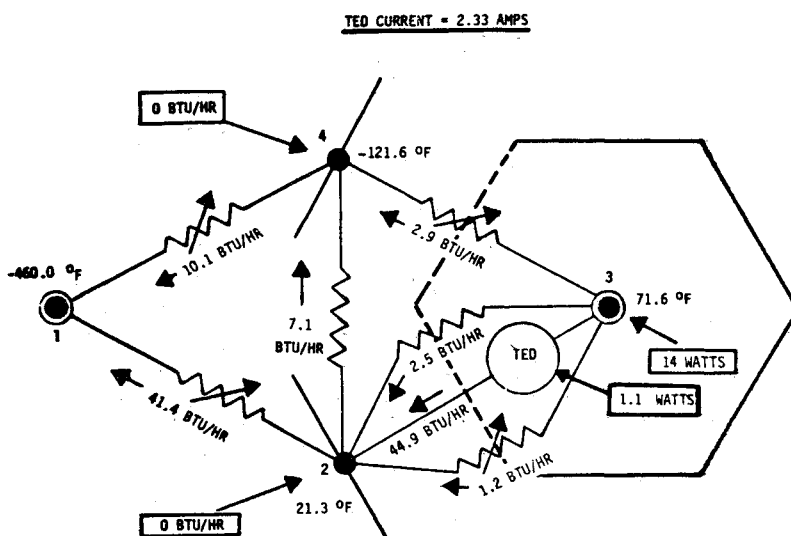 TED CURRENT = 2.33 AMPS
0 BTU/HR
4
-121.6 °F
10.1 BTU/HR
2.9 BTU/HR
-460.0 °F
1
3
71.6 °F
7.1
BTU/HR
2.5 BTU/HR
TED
14 WATTS
1.1 WATTS
41.4 BTU/HR
44.9 BTU/HR
1.2 BTU/HR
2
21.3 °F
0 BTU/HR